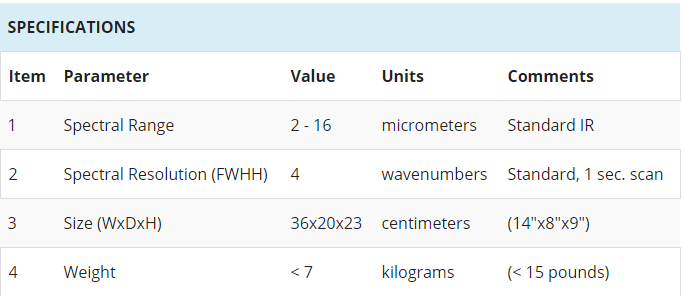 SPECIFICATIONS
Item Parameter Value Units Comments
1 Spectral Range 2 - 16 micrometers Standard IR
2 Spectral Resolution (FWHH) 4 wavenumbers Standard, 1 sec. scan
3 Size (WxDxH) 36x20x23 centimeters (14"x8"x9")
4 Weight < 7 kilograms (< 15 pounds)